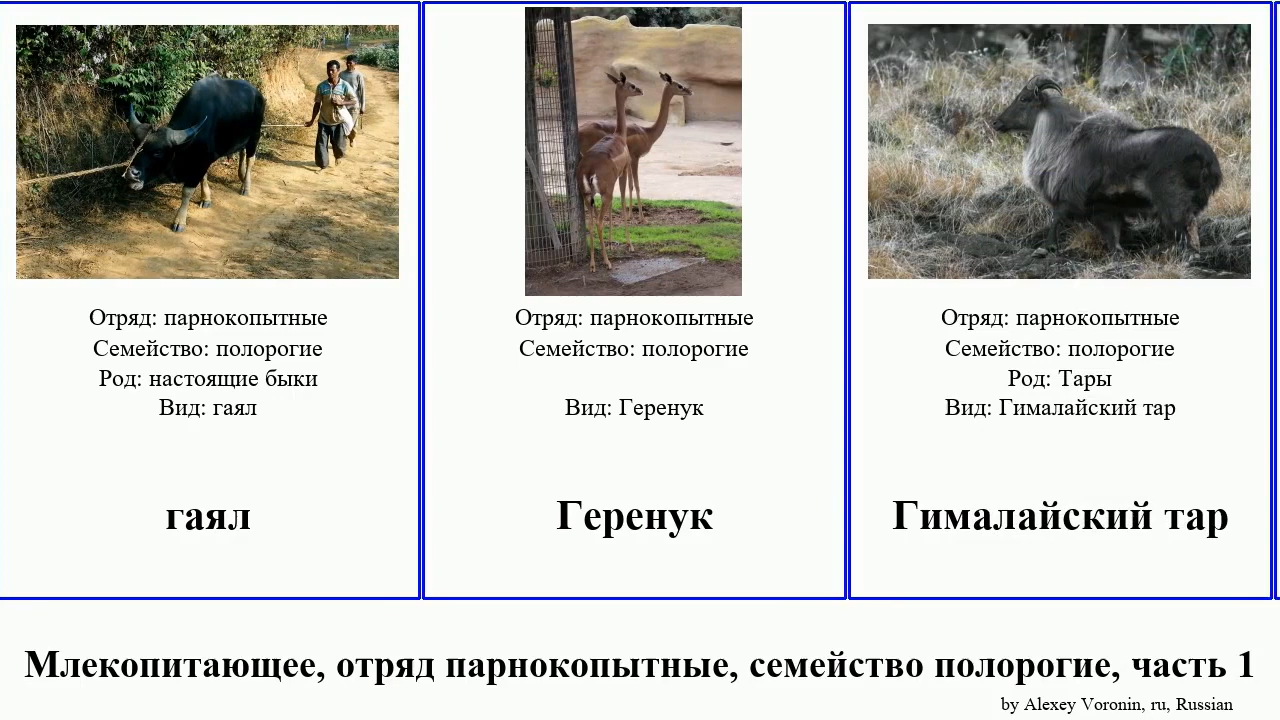 Отряд: парнокопытные
Семейство: полорогие
Род: настоящие быки
Вид: гаял
гаял
Отряд: парнокопытные
Семейство: полорогие
Вид: Геренук
Геренук
Отряд: парнокопытные
Семейство: полорогие
Род: Тары
Вид: Гималайский тар
Гималайский тар
Млекопитающее, отряд парнокопытные, семейство полорогие, часть 1
by Alexey Voronin, ru, Russian